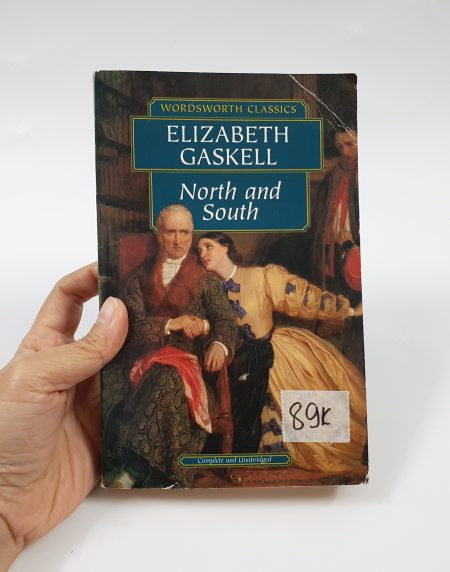 WORDSWORTH CLASSICS
ELIZABETH
GASKELL
North and
South
89K
Complete and Unabridged